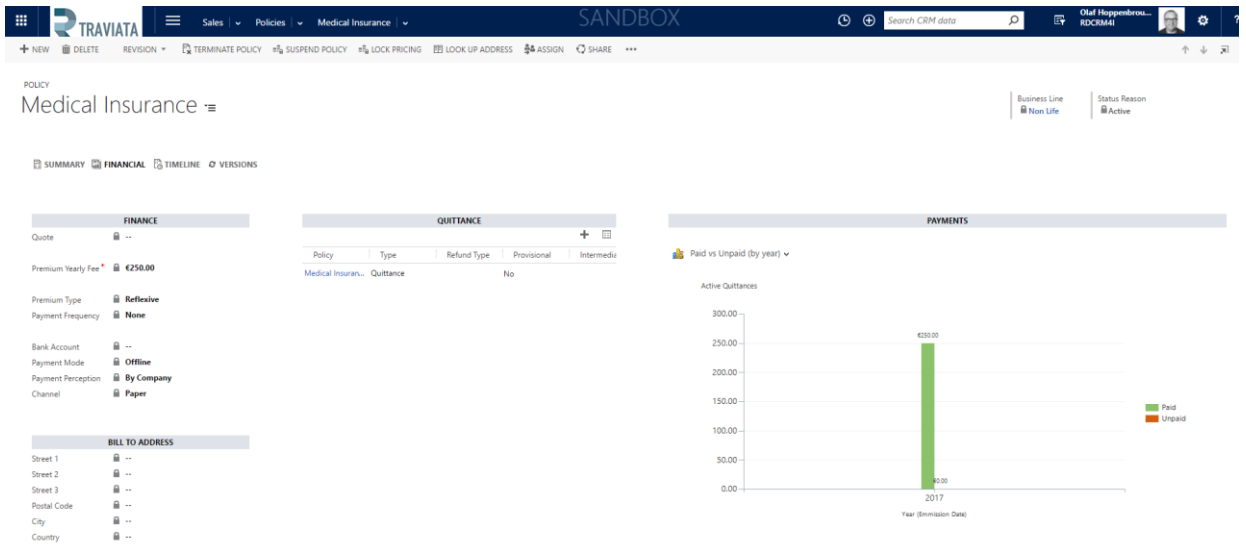 TRAVIATA
Sales Policies Medical Insurance
SANDBOX
Search CRM data
Olaf Hoppenbrou...
RDCRM4I
?
NEW DELETE REVISION TERMINATE POLICY SUSPEND POLICY LOCK PRICING LOOK UP ADDRESS ASSIGN SHARE •••
POLICY
Medical Insurance
Business Line
Non Life
Status Reason
Active
SUMMARY FINANCIAL TIMELINE VERSIONS
FINANCE
Quote --
Premium Yearly Fee* €250.00
Premium Type Reflexive
Payment Frequency None
Bank Account --
Payment Mode Offline
Payment Perception By Company
Channel Paper
BILL TO ADDRESS
Street 1 --
Street 2 --
Street 3 --
Postal Code --
City --
Country --
QUITTANCE
Policy Type Refund Type Provisional Intermedia
Medical Insuran... Quittance No
PAYMENTS
Paid vs Unpaid (by year)
Active Quittances
300.00
250.00
200.00
150.00
100.00
50.00
0.00
€250.00
€0.00
2017
Year (Emmission Date)
Paid
Unpaid